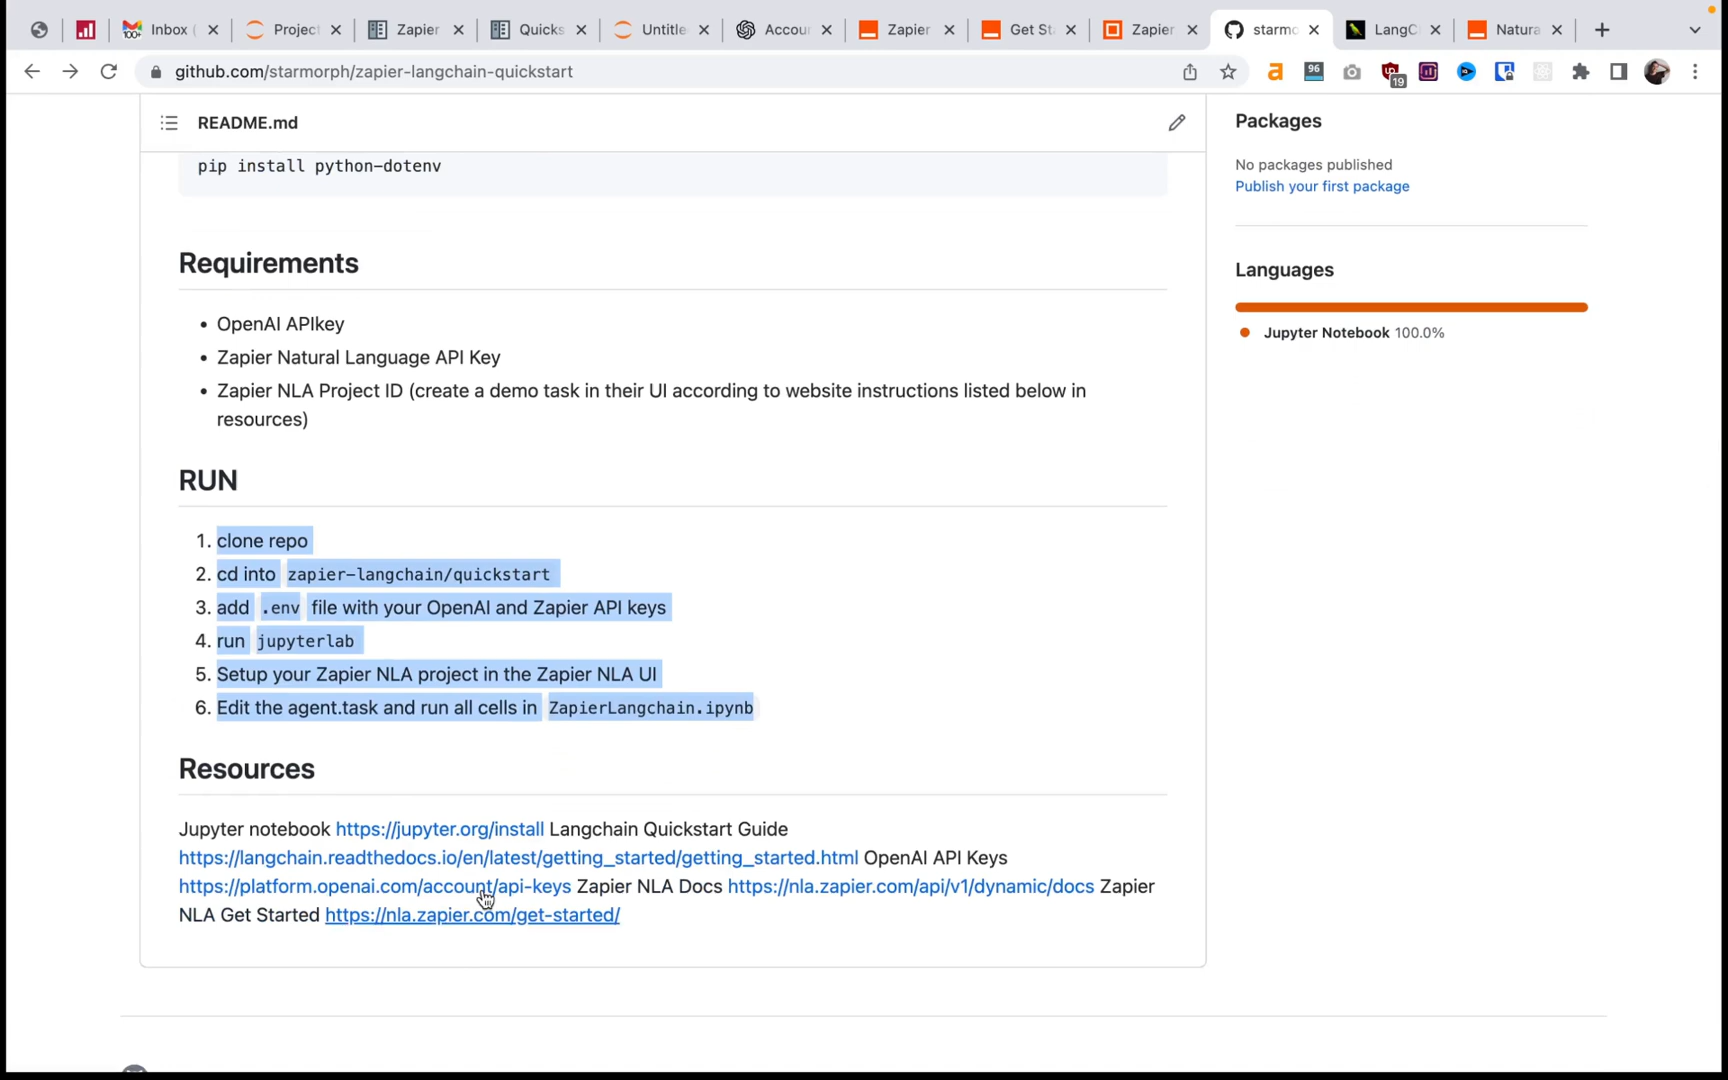 Inbox (
Project
Zapier
Quicks
Untitle
Accour
Zapier
Get St
Zapier
starmo
LangC
Natura
github.com/starmorph/zapier-langchain-quickstart
96
19
README.md
pip install python-dotenv
Packages
No packages published
Publish your first package
Languages
Jupyter Notebook 100.0%
Requirements
• OpenAI APIkey
• Zapier Natural Language API Key
• Zapier NLA Project ID (create a demo task in their UI according to website instructions listed below in
resources)
RUN
1. clone repo
2. cd into zapier-langchain/quickstart
3. add .env file with your OpenAI and Zapier API keys
4. run jupyterlab
5. Setup your Zapier NLA project in the Zapier NLA UI
6. Edit the agent.task and run all cells in ZapierLangchain.ipynb
Resources
Jupyter notebook https://jupyter.org/install Langchain Quickstart Guide
https://langchain.readthedocs.io/en/latest/getting_started/getting_started.html OpenAI API Keys
https://platform.openai.com/account/api-keys Zapier NLA Docs https://nla.zapier.com/api/v1/dynamic/docs Zapier
NLA Get Started https://nla.zapier.com/get-started/